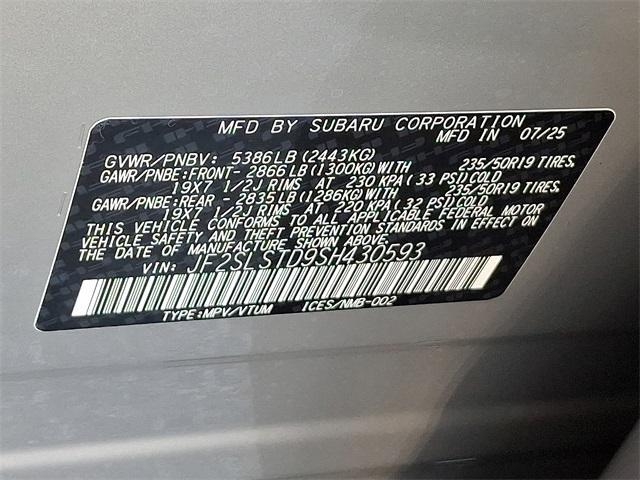 MFD BY SUBARU CORPORATION
MFD IN 07/25
GVWR/PNBV: 5386LB (2443KG)
GAWR/PNBE:FRONT- 2866LB (1300KG) WITH 235/50R19 TIRES,
19X7 1/2J RIMS AT 230 KPA (33 PSI) COLD
GAWR/PNBE:REAR - 2835LB (1286KG) WITH 235/50R19 TIRES,
19X7 1/2J RIMS AT 220 KPA (32 PSI) COLD
THIS VEHICLE CONFORMS TO ALL APPLICABLE FEDERAL MOTOR
VEHICLE SAFETY AND THEFT PREVENTION STANDARDS IN EFFECT ON
THE DATE OF MANUFACTURE SHOWN ABOVE.
VIN: JF2SLSTD9SH430593
TYPE:MPV/VTUM ICES/NMB-002